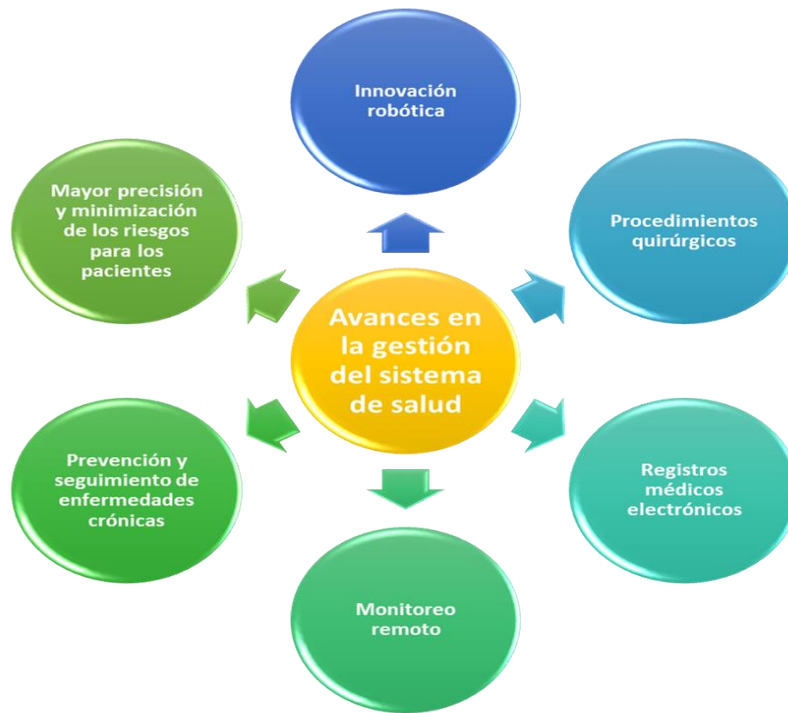 Innovación
robótica
Mayor precisión
y minimización
de los riesgos
para los
pacientes
Procedimientos
quirúrgicos
Avances en
la gestión
del sistema
de salud
Prevención y
seguimiento de
enfermedades
crónicas
Registros
médicos
electrónicos
Monitoreo
remoto